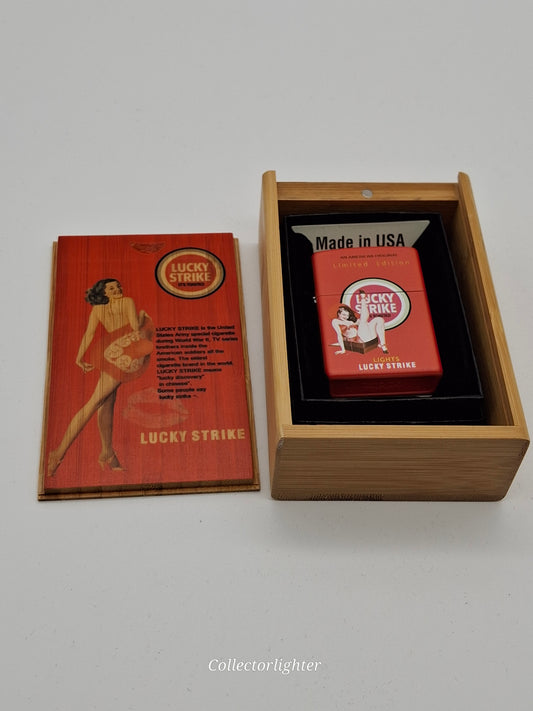 LUCKY
STRIKE
LUCKY STRIKE is the United
States Army special cigarette
during World War II, TV series
brothers inside the
American soldiers all the
smoke. The oldest
cigarette brand in the world.
LUCKY STRIKE means
"lucky discovery"
in chinese".
Some people say
lucky strike ~.
LUCKY STRIKE
Made in USA
AN AMERICAN ORIGINAL
Limited Edition
LUCKY
STRIKE
LIGHTS
LUCKY STRIKE
Collectorlighter